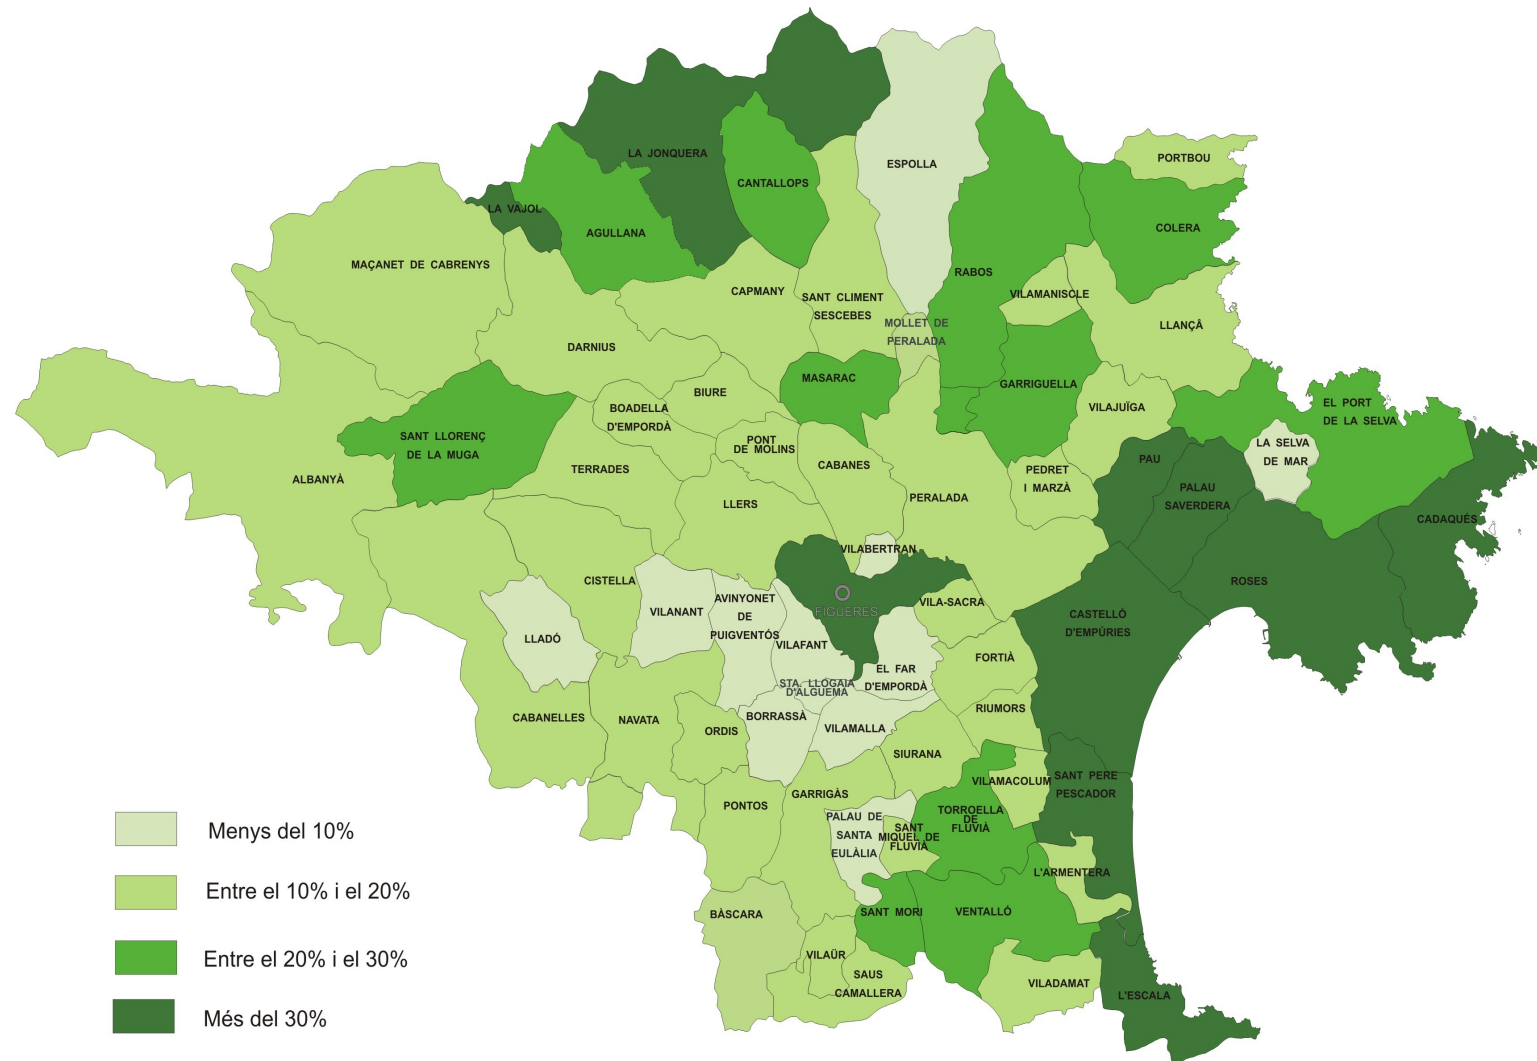 PORTBOU
LA JONQUERA
ESPOLLA
CANTALLOPS
LA VAJOL
AGULLANA
COLERA
MAÇANET DE CABRENYS
RABOS
CAPMANY
SANT CLIMENT
SESCEBES
VILAMANISCLE
MOLLET DE
PERALADA
LLANÇÂ
DARNIUS
MASARAC
GARRIGUELLA
BIURE
BOADELLA
D'EMPORDÀ
VILAJUÏGA
EL PORT
DE LA SELVA
SANT LLORENÇ
DE LA MUGA
PONT
DE MOLINS
LA SELVA
DE MAR
PAU
ALBANYÀ
TERRADES
CABANES
PEDRET
I MARZÀ
PALAU
SAVERDERA
PERALADA
LLERS
CADAQUÉS
VILABERTRAN
CISTELLA
ROSES
AVINYONET
DE
PUIGVENTÓS
VILANANT
FIGUERES
VILA-SACRA
CASTELLÓ
D'EMPÚRIES
LLADÓ
VILAFANT
FORTIÀ
EL FAR
D'EMPORDÀ
STA. LLOGAIA
D'ALGUEMA
RIUMORS
CABANELLES
NAVATA
BORRASSÀ
ORDIS
VILAMALLA
SIURANA
VILAMACOLUM
SANT PERE
PESCADOR
GARRIGÀS
PONTOS
PALAU DE
SANTA
EULÀLIA
SANT
MIQUEL DE
FLUVIÀ
TORROELLA
DE
FLUVIÀ
L'ARMENTERA
BÀSCARA
SANT MORI
VENTALLÓ
VILAÜR
SAUS
CAMALLERA
VILADAMAT
L'ESCALA
Menys del 10%
Entre el 10% i el 20%
Entre el 20% i el 30%
Més del 30%